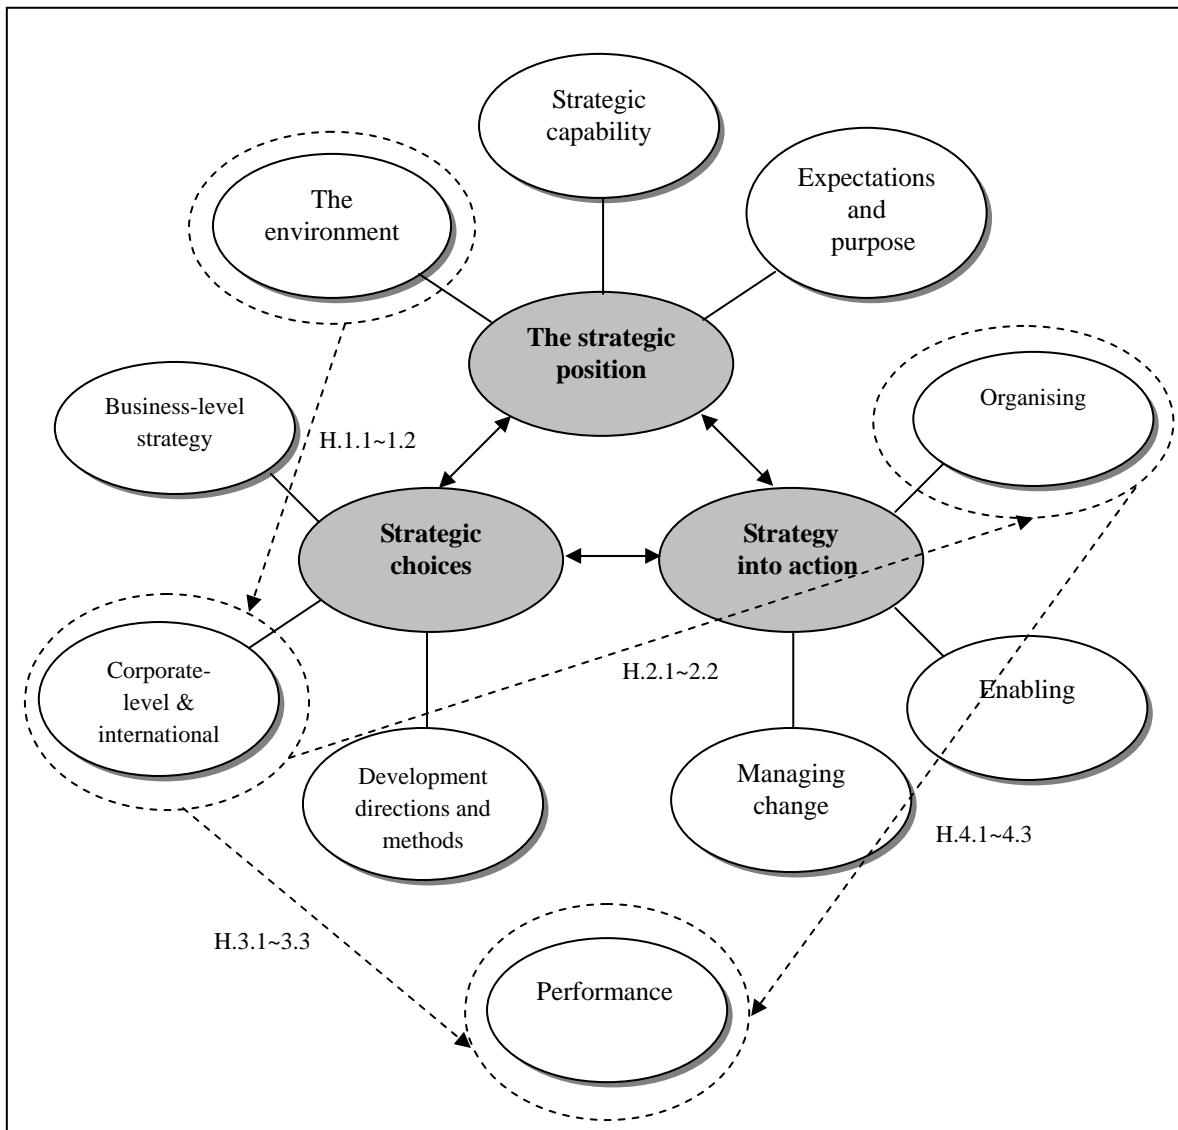 Strategic
capability
Expectations
and
purpose
The
environment
The strategic
position
Organising
Business-level
strategy
H.1.1~1.2
Strategic
choices
Strategy
into action
Corporate-
level &
international
H.2.1~2.2
Enabling
Development
directions and
methods
Managing
change
H.4.1~4.3
H.3.1~3.3
Performance